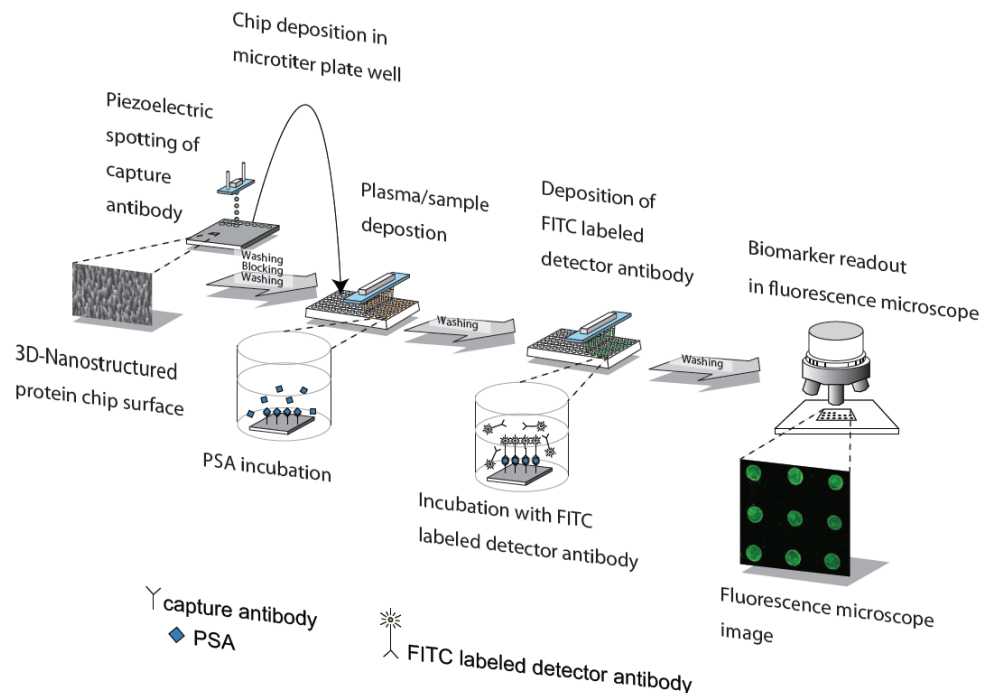 Chip deposition in
microtiter plate well
Piezoelectric
spotting of
capture
antibody
Washing
Blocking
Washing
3D-Nanostructured
protein chip surface
Plasma/sample
depostion
PSA incubation
Washing
Deposition of
FITC labeled
detector antibody
Incubation with FITC
labeled detector antibody
Washing
Biomarker readout
in fluorescence microscope
Fluorescence microscope
image
capture antibody
PSA
FITC labeled detector antibody